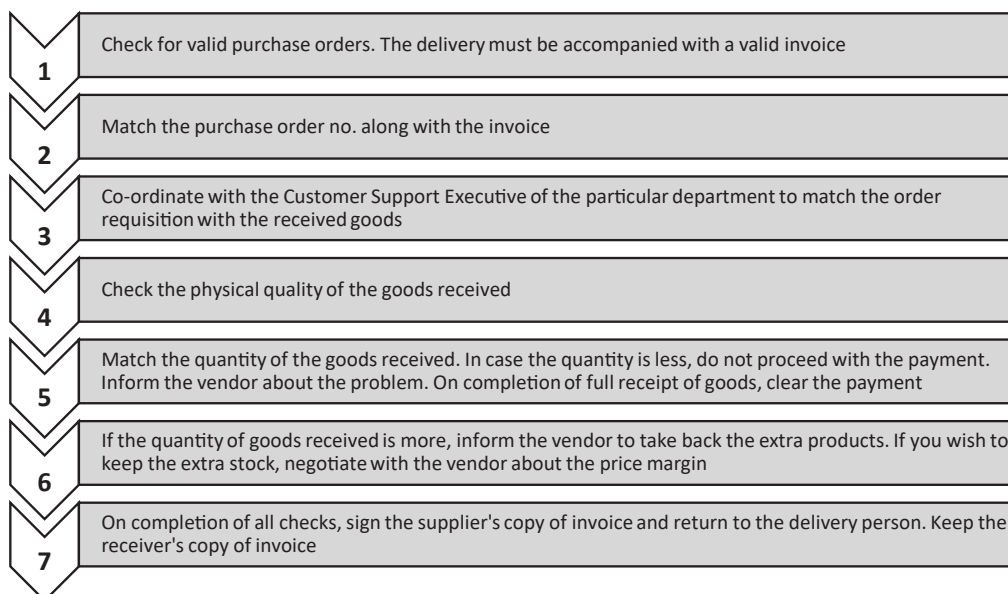 1
Check for valid purchase orders. The delivery must be accompanied with a valid invoice
2
Match the purchase order no. along with the invoice
3
Co-ordinate with the Customer Support Executive of the particular department to match the order
requisition with the received goods
4
Check the physical quality of the goods received
5
Match the quantity of the goods received. In case the quantity is less, do not proceed with the payment.
Inform the vendor about the problem. On completion of full receipt of goods, clear the payment
6
If the quantity of goods received is more, inform the vendor to take back the extra products. If you wish to
keep the extra stock, negotiate with the vendor about the price margin
7
On completion of all checks, sign the supplier's copy of invoice and return to the delivery person. Keep the
receiver's copy of invoice